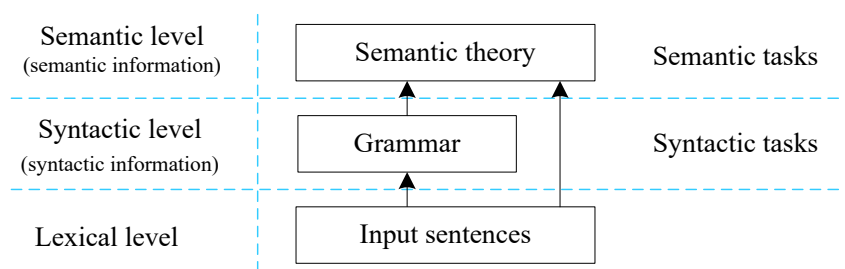 Semantic level
(semantic information)
Semantic theory
Semantic tasks
Syntactic level
(syntactic information)
Grammar
Syntactic tasks
Lexical level
Input sentences